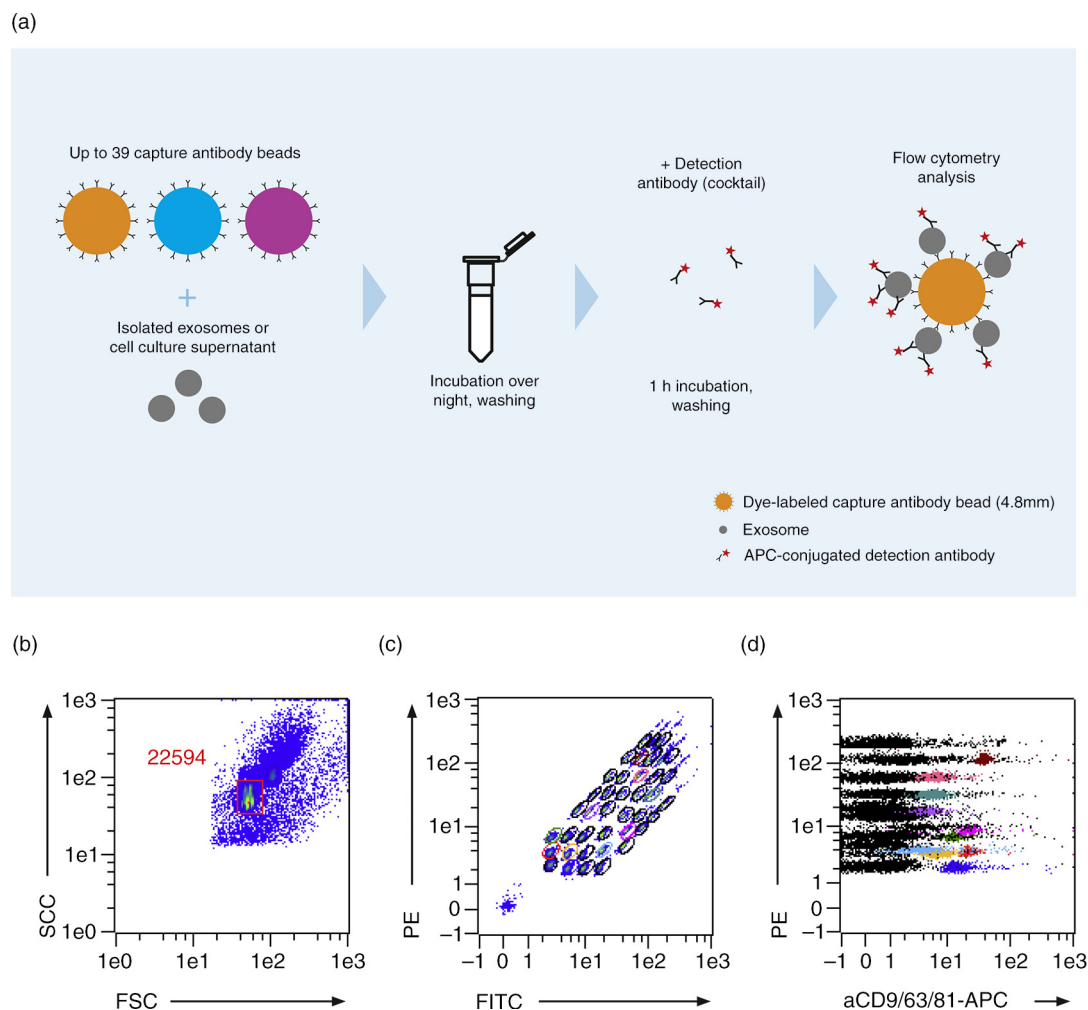 (a)
Up to 39 capture antibody beads
+
Isolated exosomes or
cell culture supernatant
Incubation over
night, washing
+ Detection
antibody (cocktail)
1 h incubation,
washing
Flow cytometry
analysis
Dye-labeled capture antibody bead (4.8mm)
Exosome
APC-conjugated detection antibody
(b)
SCC
1e3
1e2
1e1
1e0
22594
1e0
1e1
1e2
1e3
FSC
(c)
PE
1e3
1e2
1e1
1
0
−1
−1
0
1
1e1
1e2
1e3
FITC
(d)
PE
1e3
1e2
1e1
1
0
−1
−1
0
1
1e1
1e2
1e3
aCD9/63/81-APC